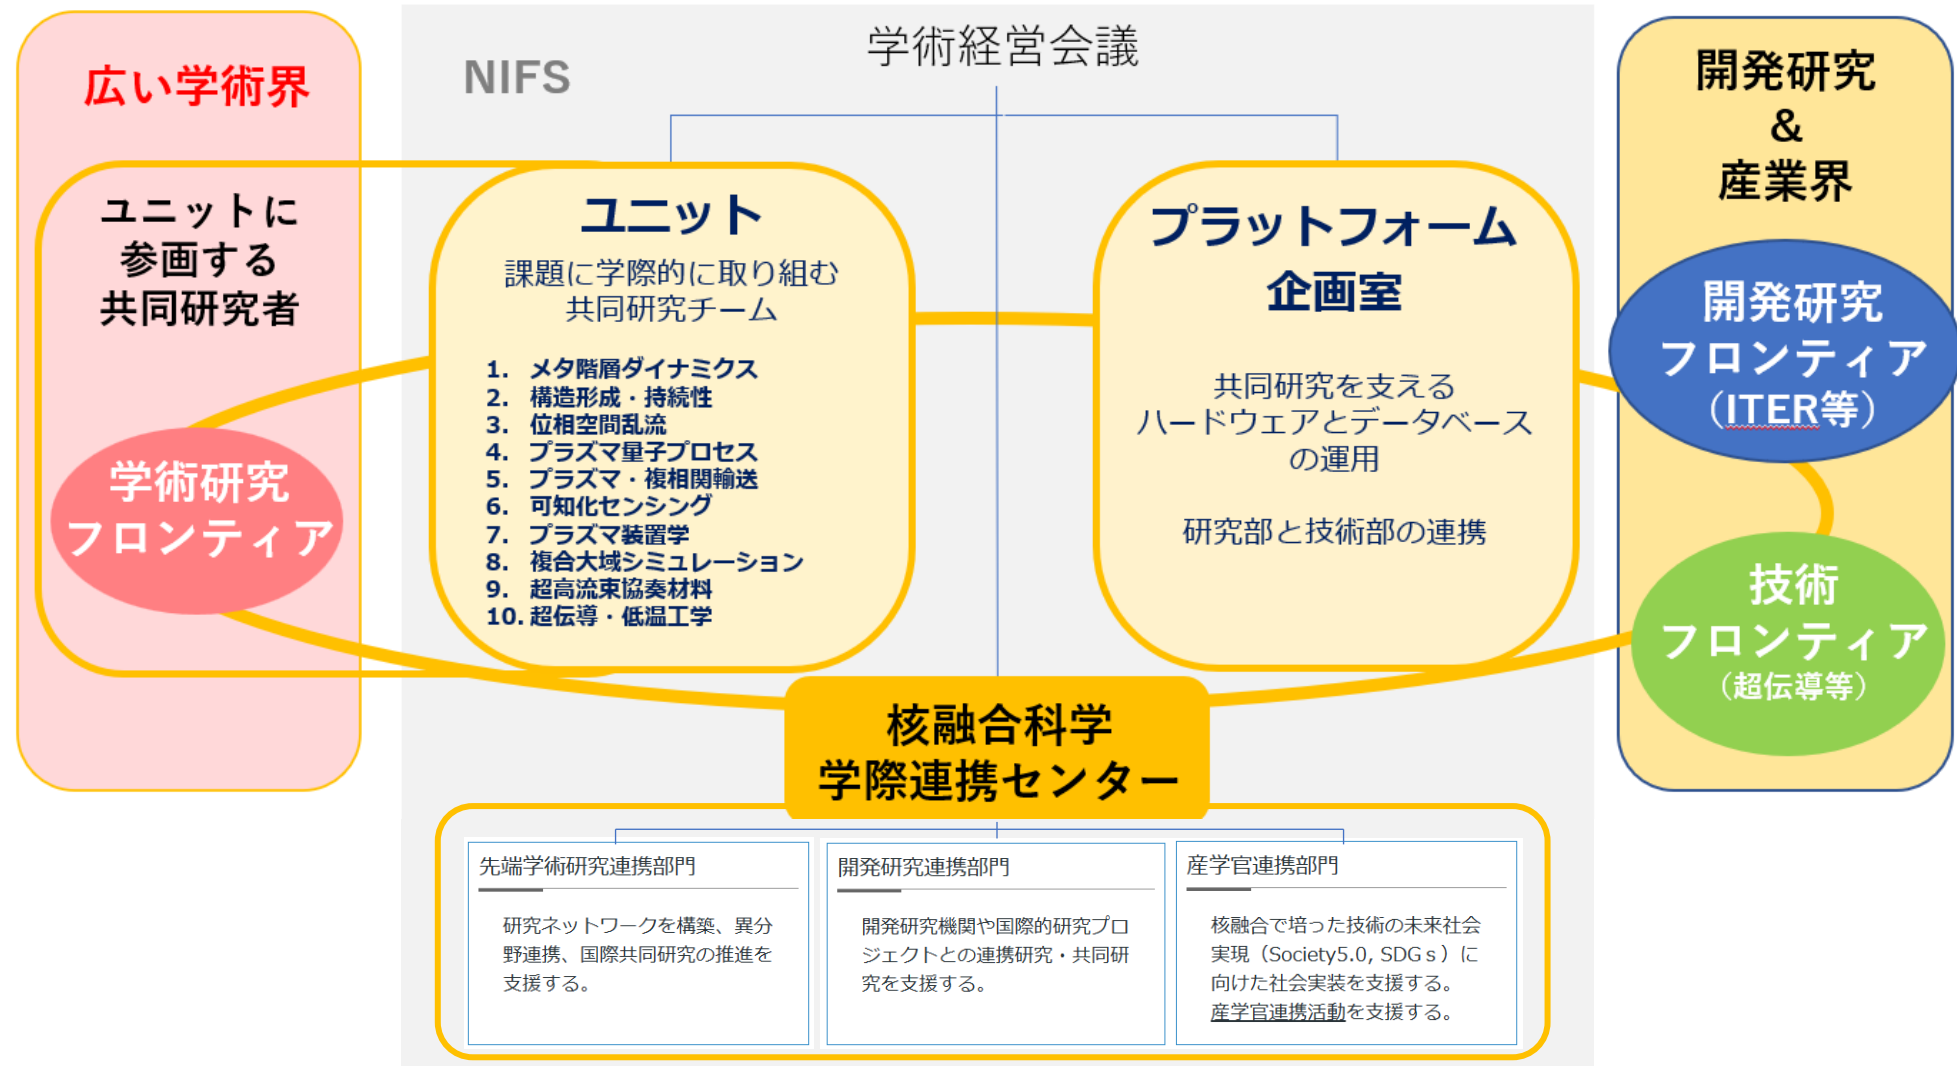 学術経営会議
NIFS
広い学術界
ユニットに
参画する
共同研究者
学術研究
フロンティア
ユニット
課題に学際的に取り組む
共同研究チーム
1. メタ階層ダイナミクス
2. 構造形成・持続性
3. 位相空間乱流
4. プラズマ量子プロセス
5. プラズマ・複相関輸送
6. 可知化センシング
7. プラズマ装置学
8. 複合大域シミュレーション
9. 超高流束協奏材料
10. 超伝導・低温工学
プラットフォーム
企画室
共同研究を支える
ハードウェアとデータベース
の運用
研究部と技術部の連携
開発研究
&
産業界
開発研究
フロンティア
（ITER等）
技術
フロンティア
（超伝導等）
核融合科学
学際連携センター
先端学術研究連携部門
研究ネットワークを構築、異分
野連携、国際共同研究の推進を
支援する。
開発研究連携部門
開発研究機関や国際的研究プロ
ジェクトとの連携研究・共同研
究を支援する。
産学官連携部門
核融合で培った技術の未来社会
実現（Society5.0, SDGｓ）に
向けた社会実装を支援する。
産学官連携活動を支援する。